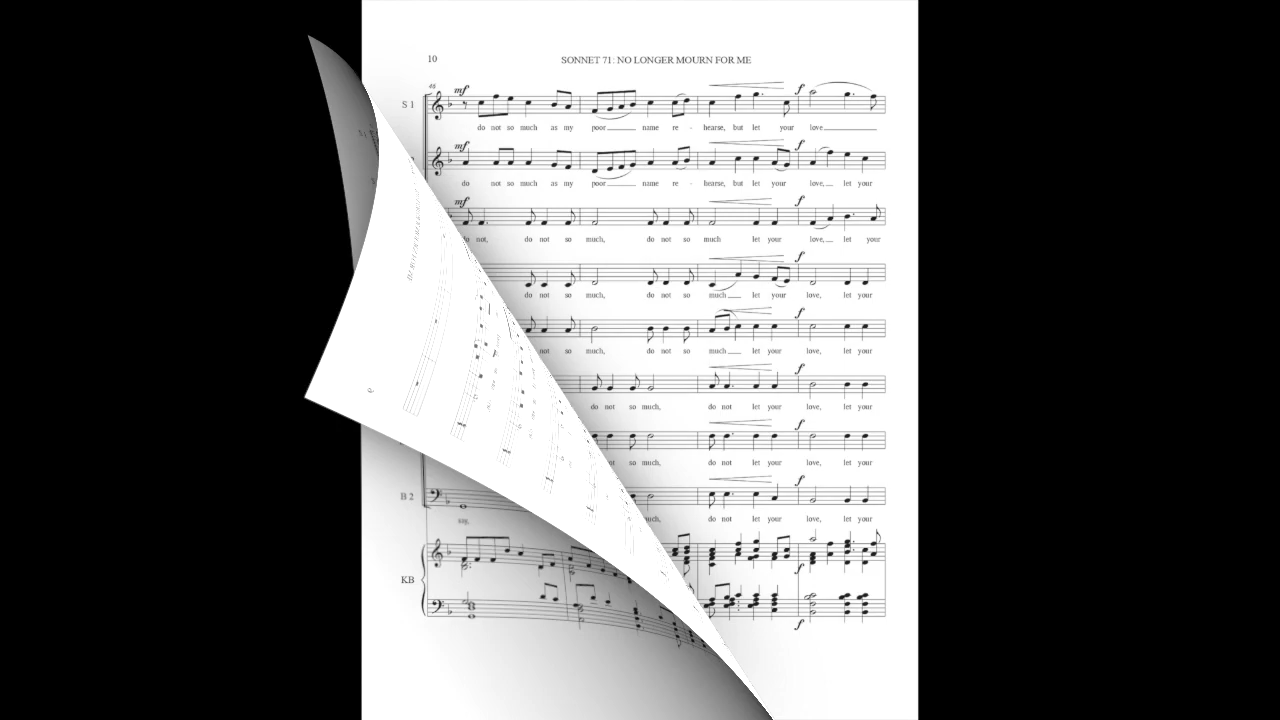 10
SONNET 71: NO LONGER MOURN FOR ME
48
mf
f
S 1
do not so much as my poor name re - hearse, but let your love
mf
f
do not so much as my poor name re - hearse, but let your love, let your
mf
f
not, do not so much, do not so much let your love, let your
f
do not so much, do not so much let your love, let your
f
not so much, do not so much let your love, let your
f
do not so much, do not let your love, let your
f
not so much, do not let your love, let your
f
B 2
say, do not let your love, let your
KB
f
f